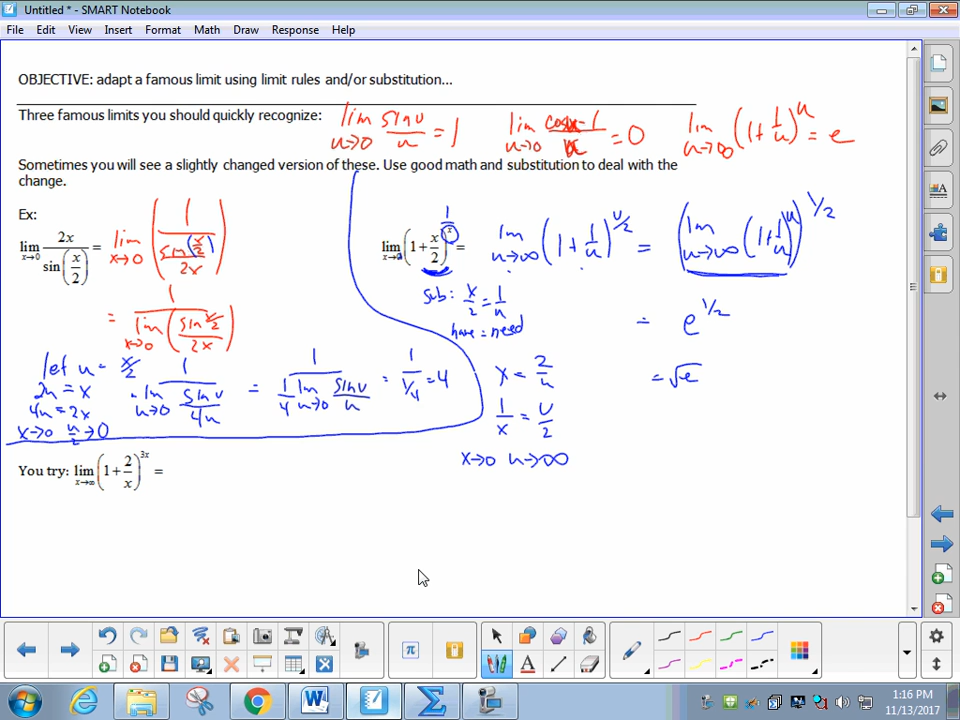 Untitled * - SMART Notebook
File Edit View Insert Format Math Draw Response Help
OBJECTIVE: adapt a famous limit using limit rules and/or substitution...
Three famous limits you should quickly recognize: lim u→0 sin u / u = 1 lim u→0 (cos u - 1) / u = 0 lim u→∞ (1 + 1/u)^u = e
Sometimes you will see a slightly changed version of these. Use good math and substitution to deal with the
change.
Ex:
lim x→0 2x / sin(x/2) = lim x→0 (1 / (sin(x/2) / 2x))
= 1 / lim x→0 (sin x/2 / 2x)
let u = x/2
2u = x
4u = 2x
x→0 u/2→0
1 / lim u→0 (sin u / 4u) = 1 / (1/4 lim u→0 sin u / u) = 1 / (1/4) = 4
lim x→0 (1 + x/2)^(1/x) = lim u→∞ (1 + 1/u)^(u/2) = (lim u→∞ (1 + 1/u)^u)^(1/2)
sub: x/2 = 1/u
have = need
= e^(1/2)
x = 2/u
= √e
1/x = u/2
x→0 u→∞
You try: lim x→∞ (1 + 2/x)^(3x) =
1:16 PM
11/13/2017